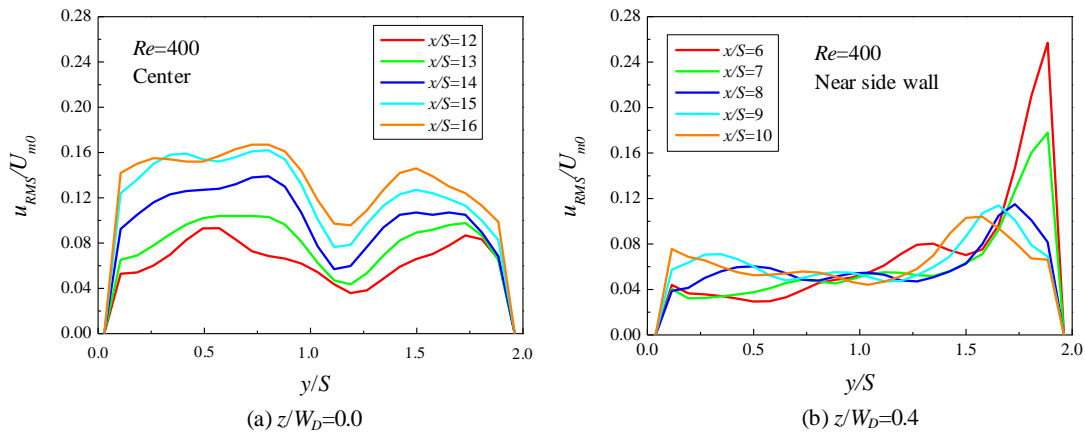 0.28
0.24
0.20
0.16
0.12
0.08
0.04
0.00
u_RMS/U_m0
Re=400
Center
x/S=12
x/S=13
x/S=14
x/S=15
x/S=16
0.0 0.5 1.0 1.5 2.0
y/S
(a) z/W_D=0.0
0.28
0.24
0.20
0.16
0.12
0.08
0.04
0.00
u_RMS/U_m0
x/S=6
x/S=7
x/S=8
x/S=9
x/S=10
Re=400
Near side wall
0.0 0.5 1.0 1.5 2.0
y/S
(b) z/W_D=0.4